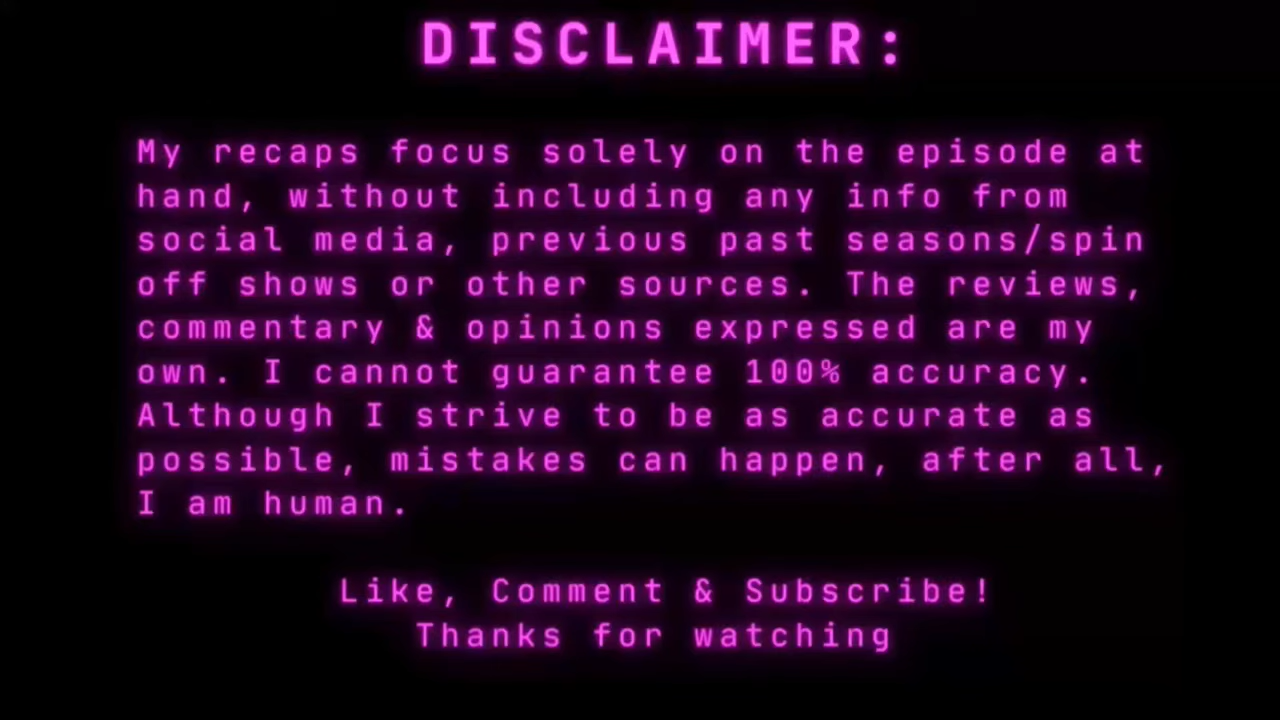 DISCLAIMER:
My recaps focus solely on the episode at
hand, without including any info from
social media, previous past seasons/spin
off shows or other sources. The reviews,
commentary & opinions expressed are my
own. I cannot guarantee 100% accuracy.
Although I strive to be as accurate as
possible, mistakes can happen, after all,
I am human.
Like, Comment & Subscribe!
Thanks for watching